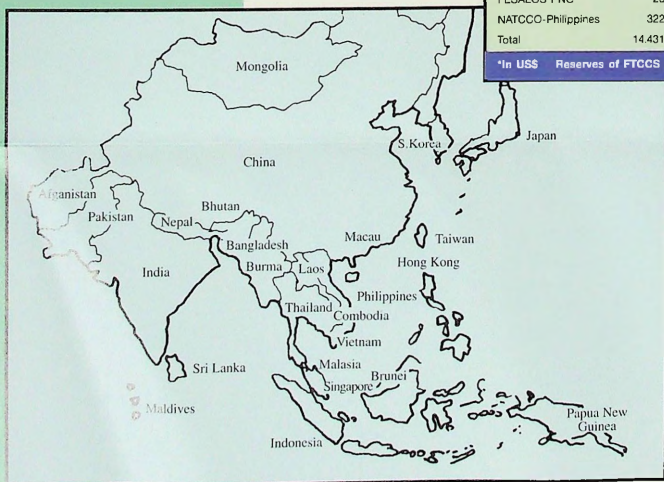 NATCCO-Philippines 322
Total 14.431
*In US$ Reserves of FTCCS
Mongolia
S.Korea
Japan
China
Afganistan
Bhutan
Pakistan
Nepal
Bangladesh
Macau
Taiwan
India
Burma
Laos
Hong Kong
Philippines
Thailand
Combodia
Vietnam
Sri Lanka
Malasia
Brunei
Singapore
Maldives
Papua New
Guinea
Indonesia